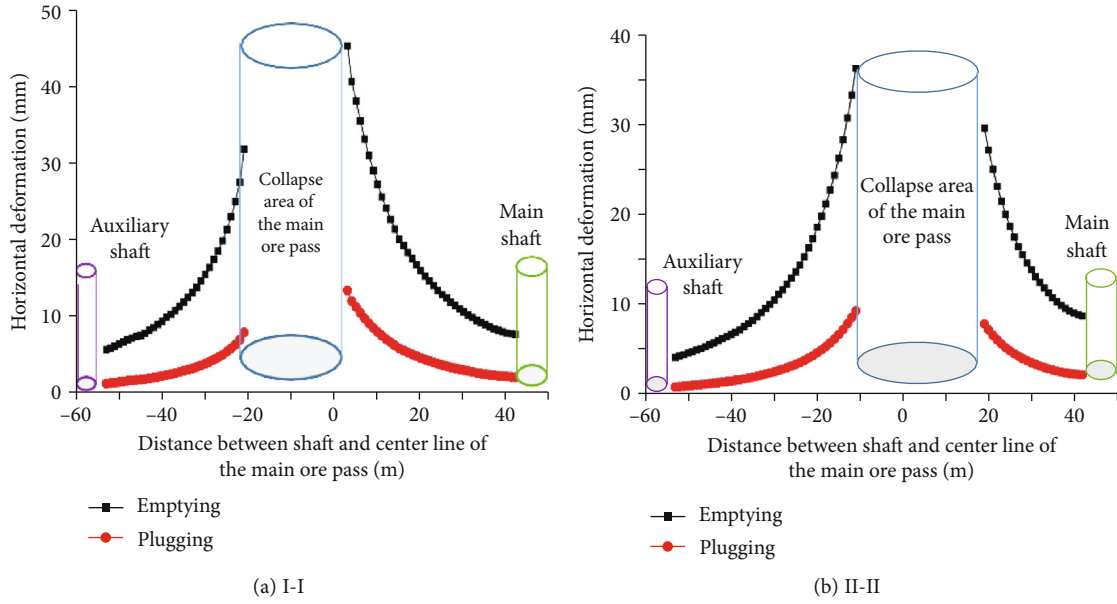 50
40
30
20
10
0
Horizontal deformation (mm)
Auxiliary
shaft
Collapse
area of
the main
ore pass
Main
shaft
–60
–40
–20
0
20
40
Distance between shaft and center line of
the main ore pass (m)
Emptying
Plugging
(a) I-I
40
30
20
10
0
Horizontal deformation (mm)
Auxiliary
shaft
Collapse area
of the main
ore pass
Main
shaft
–60
–40
–20
0
20
40
Distance between shaft and center line of
the main ore pass (m)
Emptying
Plugging
(b) II-II